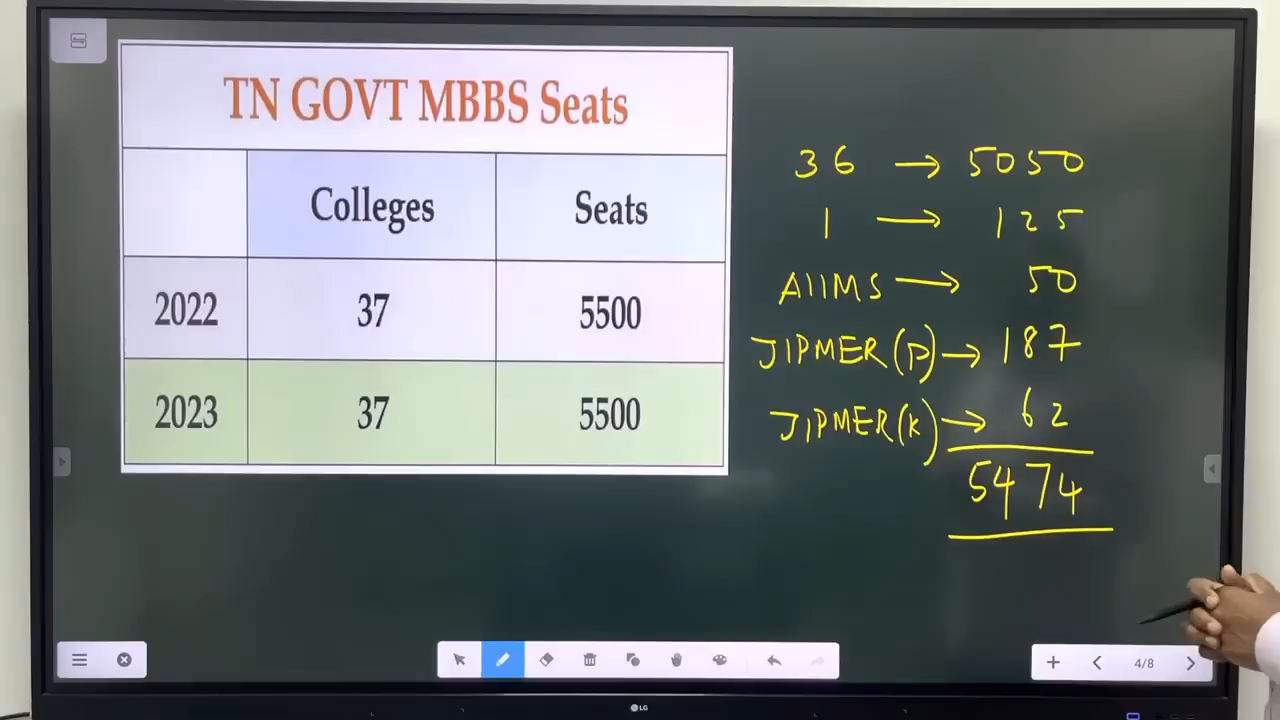 TN GOVT MBBS Seats
Colleges Seats
2022 37 5500
2023 37 5500
36 → 5050
1 → 125
AIIMS → 50
JIPMER(P) → 187
JIPMER(K) → 62
5474
4/8
LG